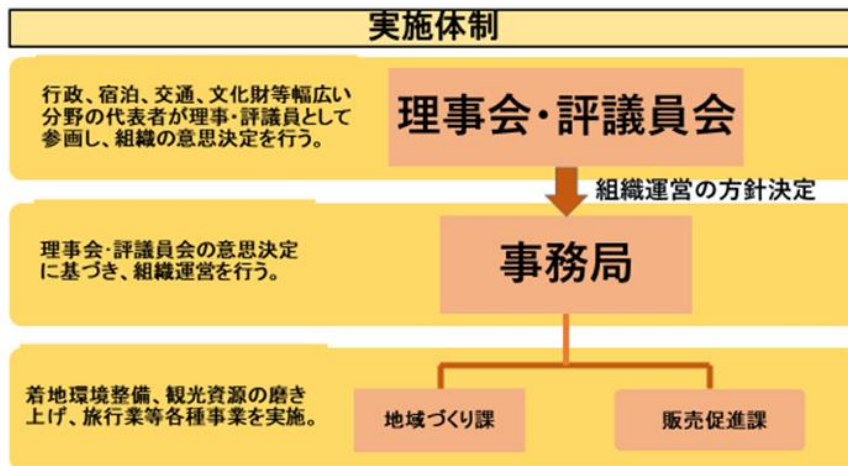 実施体制
行政、宿泊、交通、文化財等幅広い
分野の代表者が理事・評議員として
参画し、組織の意思決定を行う。
理事会・評議員会
組織運営の方針決定
理事会・評議員会の意思決定
に基づき、組織運営を行う。
事務局
着地環境整備、観光資源の磨き
上げ、旅行業等各種事業を実施。
地域づくり課
販売促進課